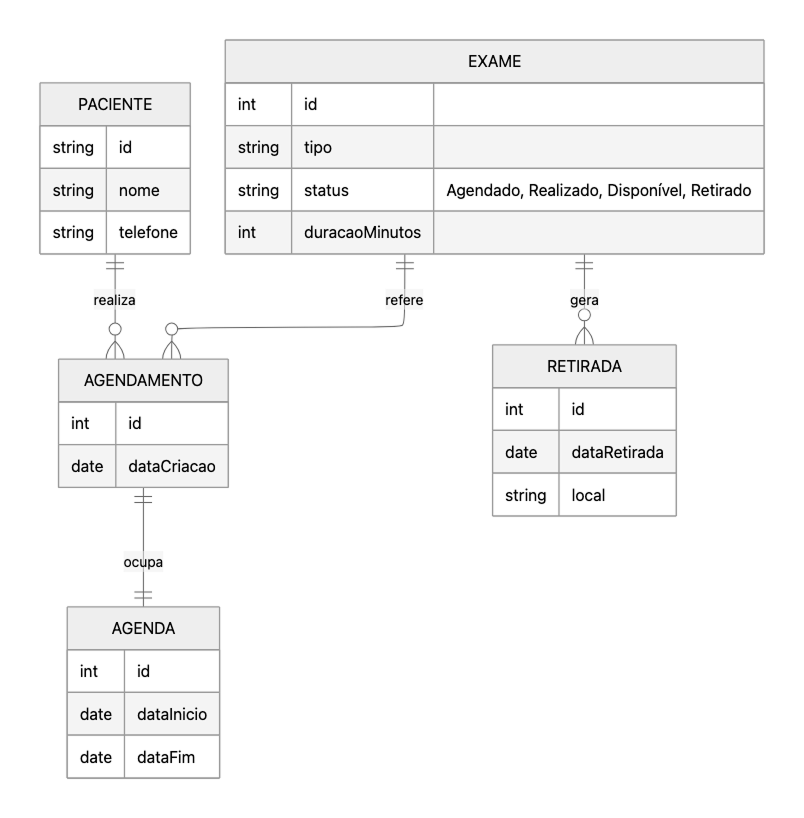 EXAME
int id
string tipo
string status Agendado, Realizado, Disponível, Retirado
int duracaoMinutos
PACIENTE
string id
string nome
string telefone
realiza
refere
gera
AGENDAMENTO
int id
date dataCriacao
RETIRADA
int id
date dataRetirada
string local
ocupa
AGENDA
int id
date dataInicio
date dataFim